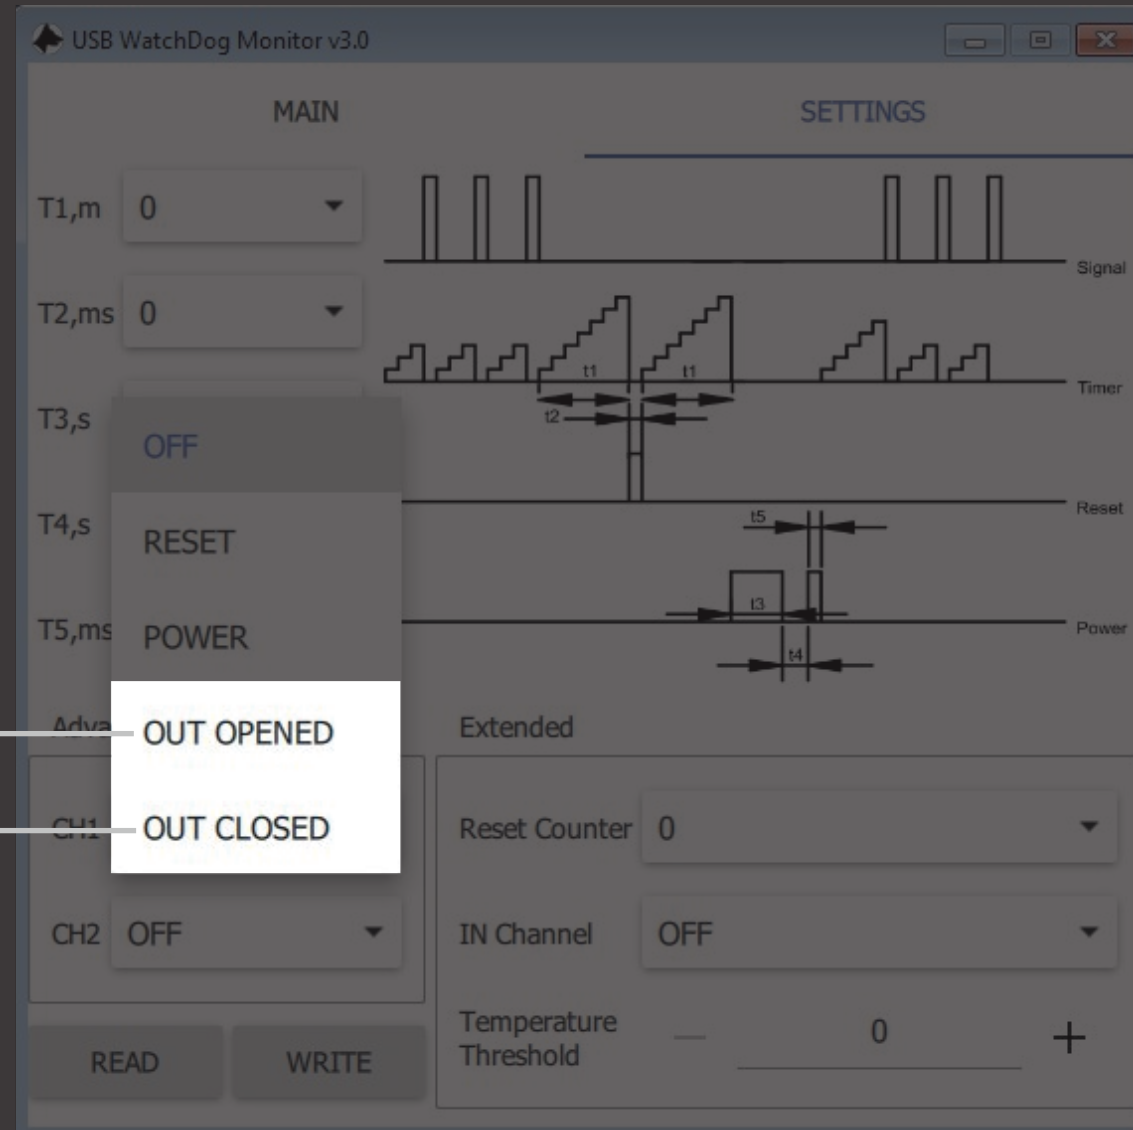 USB WatchDog Monitor v3.0
MAIN
SETTINGS
T1,m 0
Signal
T2,ms 0
t1 t1
Timer
t2
T3,s
OFF
Reset
T4,s
t5
RESET
t3
T5,ms
POWER
Power
t4
Adva
OUT OPENED
Extended
CH1
OUT CLOSED
Reset Counter 0
CH2 OFF
IN Channel OFF
Temperature
Threshold
0
READ
WRITE